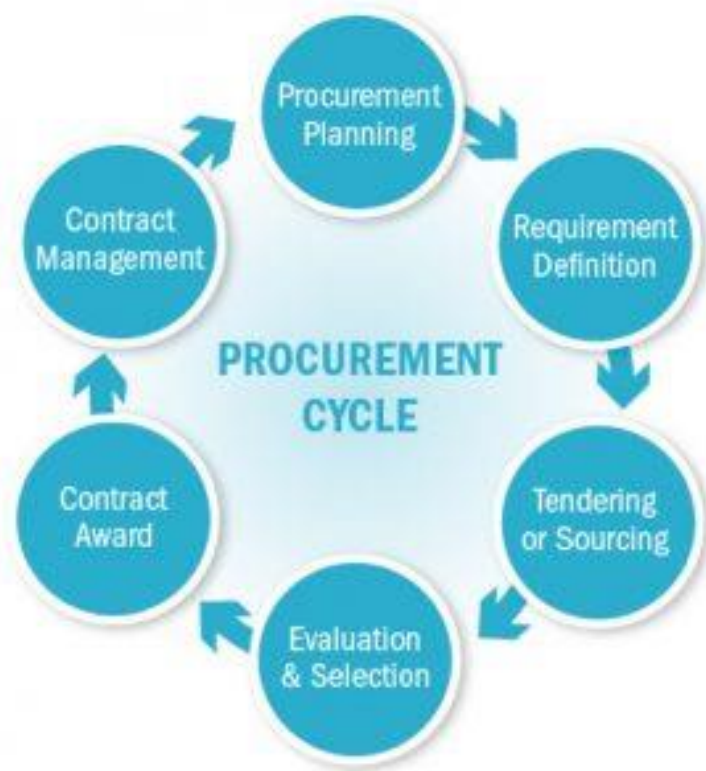 Procurement
Planning
Requirement
Definition
Tendering
or Sourcing
Evaluation
& Selection
Contract
Award
Contract
Management
PROCUREMENT
CYCLE